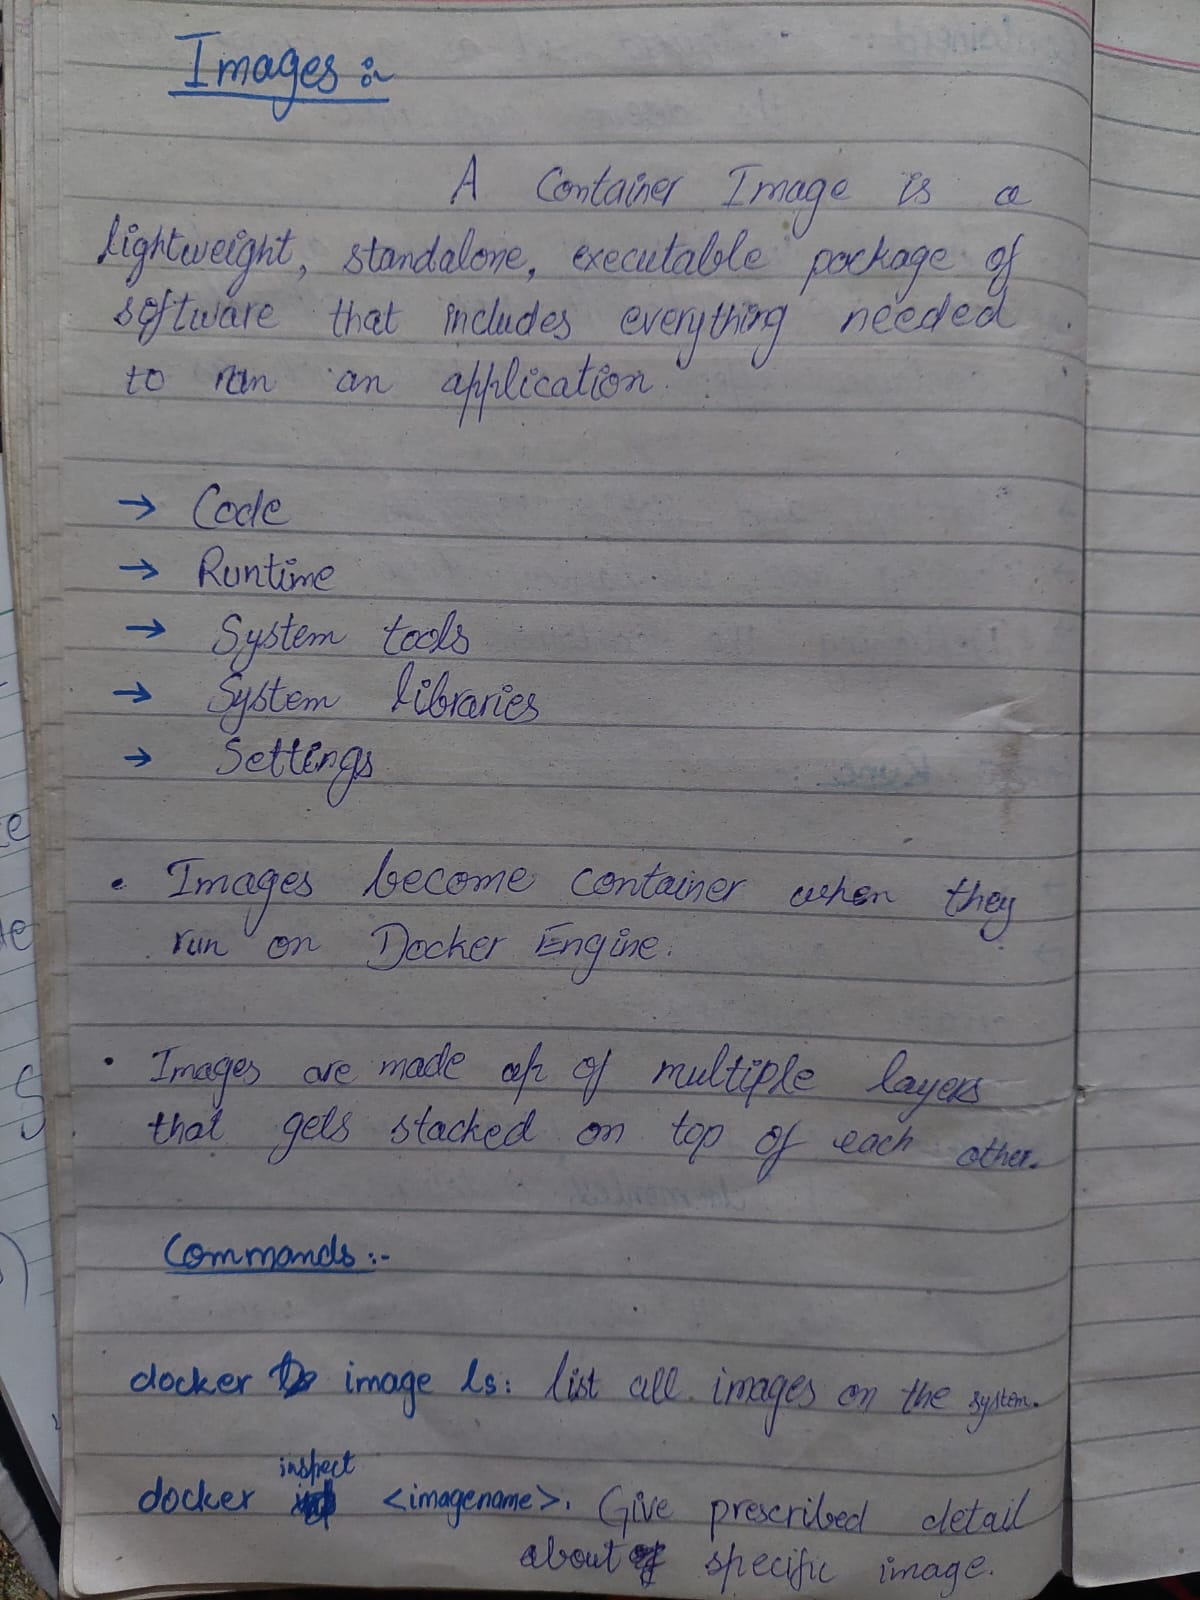 Images :-
A Container Image is a
lightweight, standalone, executable package of
software that includes everything needed
to run an application.
→ Code
→ Runtime
→ System tools
→ System libraries
→ Settings
• Images become container when they
run on Docker Engine.
• Images are made up of multiple layers
that gets stacked on top of each other.
Commands :-
docker image ls: list all images on the system.
docker inspect <imagename>. Give prescribed detail
about specific image.